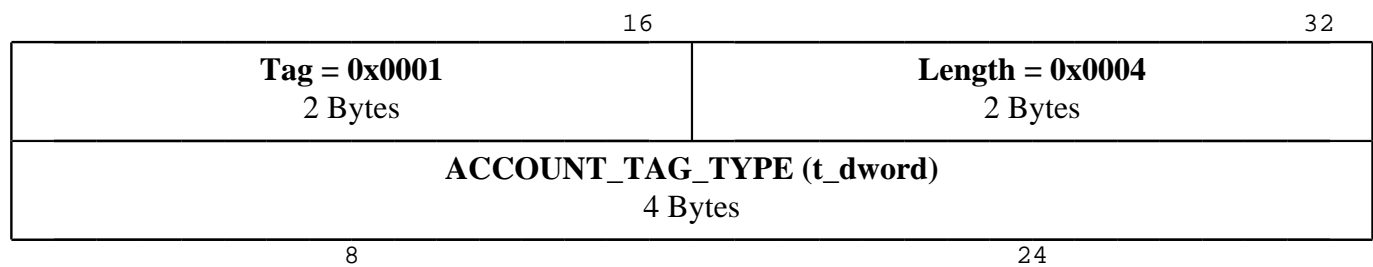 16 32
Tag = 0x0001 Length = 0x0004
2 Bytes 2 Bytes
ACCOUNT_TAG_TYPE (t_dword)
4 Bytes
8 24